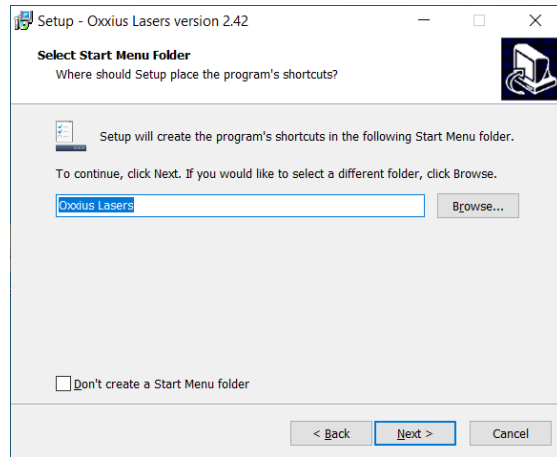 Setup - Oxxius Lasers version 2.42
Select Start Menu Folder
Where should Setup place the program's shortcuts?
Setup will create the program's shortcuts in the following Start Menu folder.
To continue, click Next. If you would like to select a different folder, click Browse.
Oxxius Lasers
Browse...
Don't create a Start Menu folder
< Back
Next >
Cancel